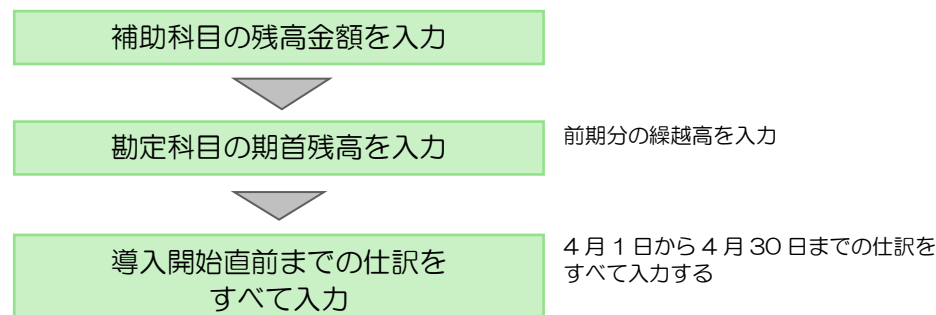 補助科目の残高金額を入力
勘定科目の期首残高を入力
前期分の繰越高を入力
導入開始直前までの仕訳を
すべて入力
4 月 1 日から 4 月 30 日までの仕訳を
すべて入力する